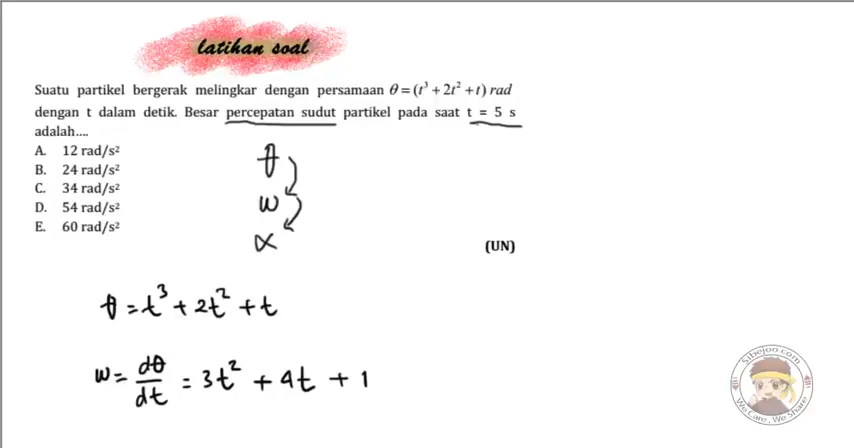 latihan soal
Suatu partikel bergerak melingkar dengan persamaan θ = (t³ + 2t² + t) rad
dengan t dalam detik. Besar percepatan sudut partikel pada saat t = 5 s
adalah....
A. 12 rad/s²
B. 24 rad/s²
C. 34 rad/s²
D. 54 rad/s²
E. 60 rad/s²
θ
ω
α
(UN)
θ = t³ + 2t² + t
ω = dθ/dt = 3t² + 4t + 1
Sibejoo.com
We Care, We Share